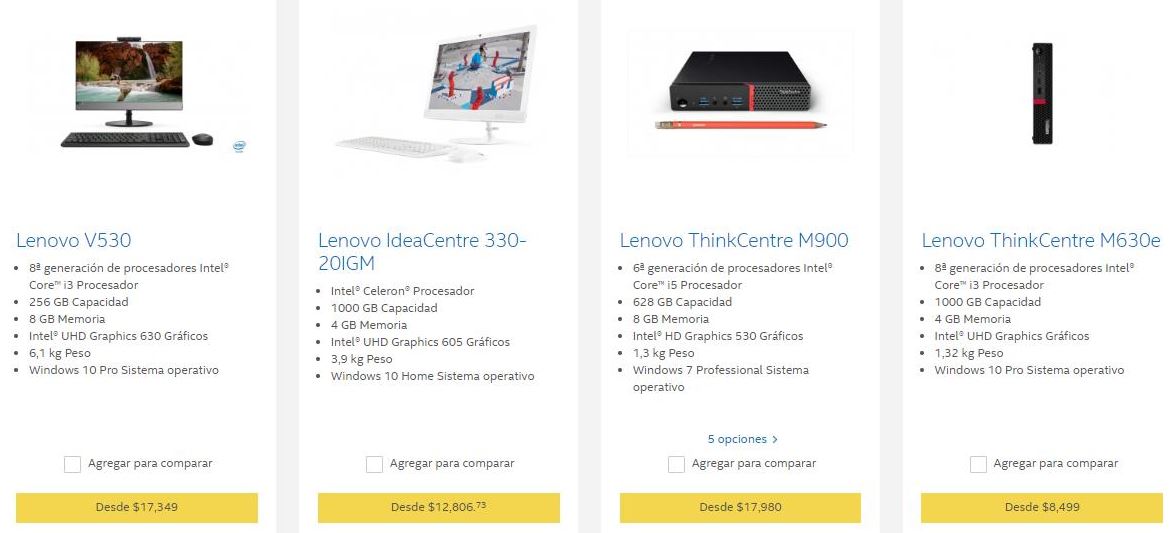 Lenovo V530
8ª generación de procesadores Intel®
Core™ i3 Procesador
256 GB Capacidad
8 GB Memoria
Intel® UHD Graphics 630 Gráficos
6,1 kg Peso
Windows 10 Pro Sistema operativo
Agregar para comparar
Desde $17,349
Lenovo IdeaCentre 330-
20IGM
Intel® Celeron® Procesador
1000 GB Capacidad
4 GB Memoria
Intel® UHD Graphics 605 Gráficos
3,9 kg Peso
Windows 10 Home Sistema operativo
Agregar para comparar
Desde $12,806.73
Lenovo ThinkCentre M900
6ª generación de procesadores Intel®
Core™ i5 Procesador
628 GB Capacidad
8 GB Memoria
Intel® HD Graphics 530 Gráficos
1,3 kg Peso
Windows 7 Professional Sistema
operativo
5 opciones >
Agregar para comparar
Desde $17,980
Lenovo ThinkCentre M630e
8ª generación de procesadores Intel®
Core™ i3 Procesador
1000 GB Capacidad
4 GB Memoria
Intel® UHD Graphics Gráficos
1,32 kg Peso
Windows 10 Pro Sistema operativo
Agregar para comparar
Desde $8,499